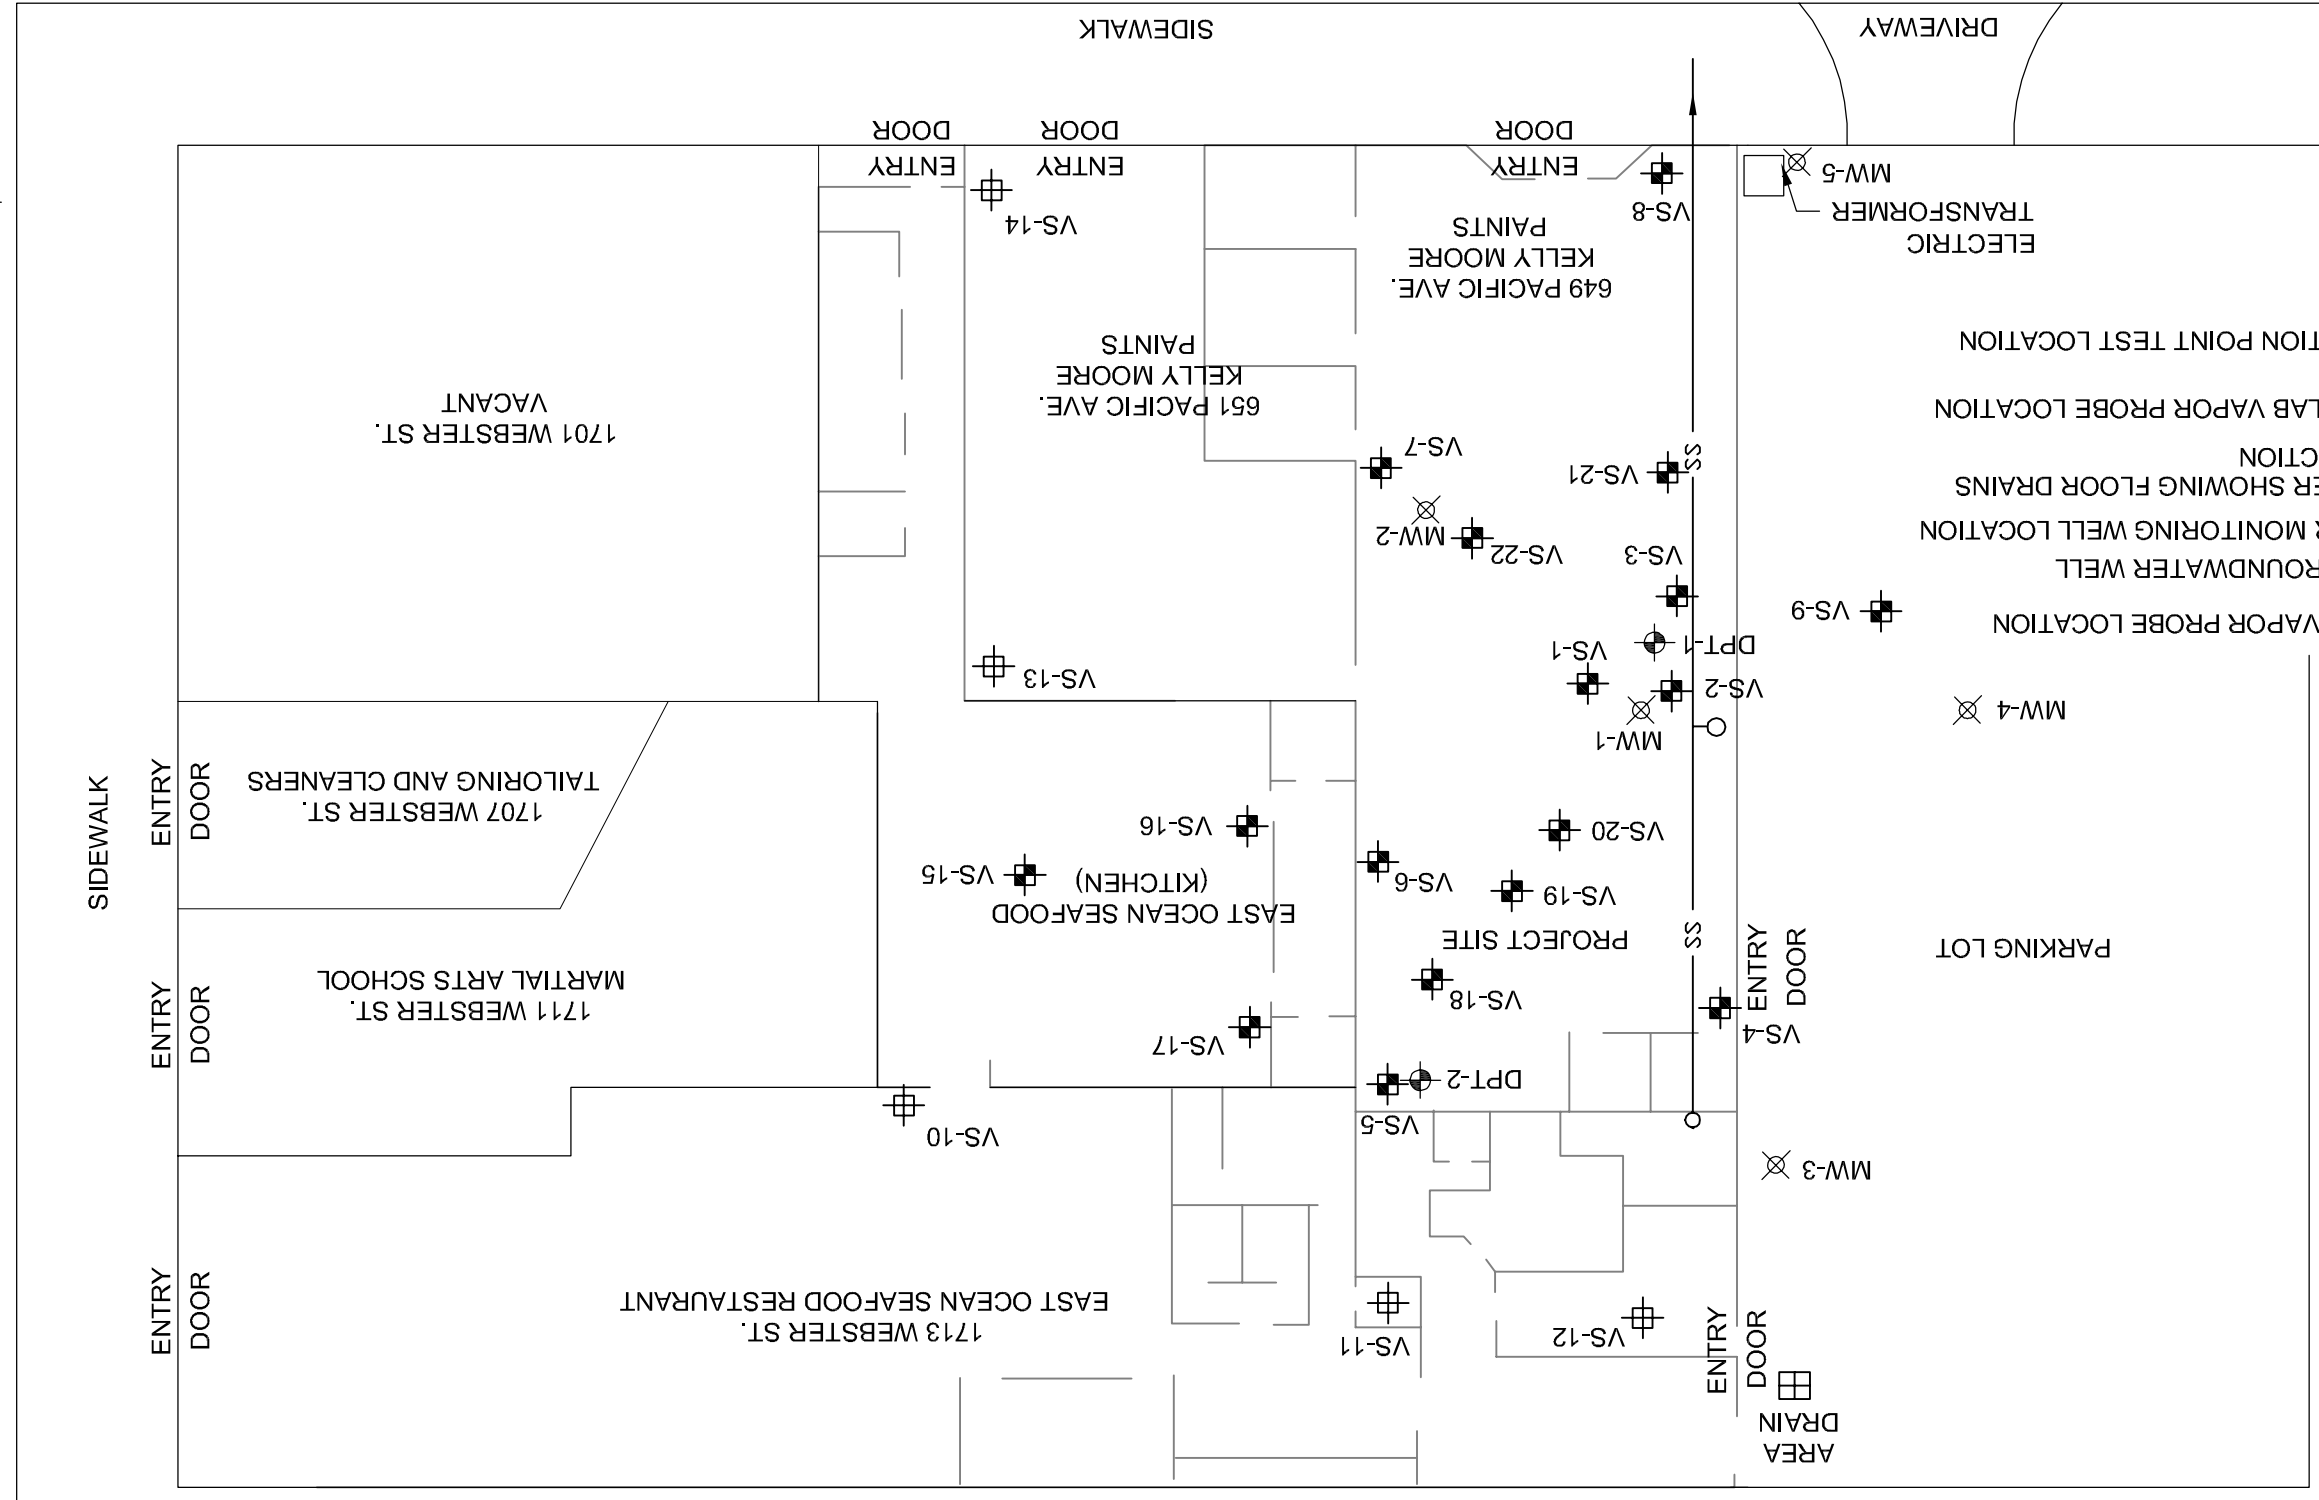 AREA
DRAIN
ENTRY
DOOR
VS-12
VS-11
1713 WEBSTER ST.
EAST OCEAN SEAFOOD RESTAURANT
ENTRY
DOOR
MW-3
VS-5
VS-10
DPT-2
VS-4
VS-17
VS-18
1711 WEBSTER ST.
MARTIAL ARTS SCHOOL
ENTRY
DOOR
PARKING LOT
ENTRY
DOOR
SS
PROJECT SITE
VS-19
VS-6
EAST OCEAN SEAFOOD
(KITCHEN)
VS-15
VS-20
VS-16
1707 WEBSTER ST.
TAILORING AND CLEANERS
ENTRY
DOOR
SIDEWALK
MW-4
MW-1
VS-2
VS-1
VS-13
DPT-1
VS-9
VS-3
VS-22
MW-2
VS-21
VS-7
SS
VAPOR PROBE LOCATION
ROUNDWATER WELL
R MONITORING WELL LOCATION
ER SHOWING FLOOR DRAINS
CTION
LAB VAPOR PROBE LOCATION
TION POINT TEST LOCATION
1701 WEBSTER ST.
VACANT
651 PACIFIC AVE.
KELLY MOORE
PAINTS
649 PACIFIC AVE.
KELLY MOORE
PAINTS
ELECTRIC
TRANSFORMER
MW-5
VS-8
VS-14
ENTRY
DOOR
ENTRY
DOOR
ENTRY
DOOR
DRIVEWAY
SIDEWALK